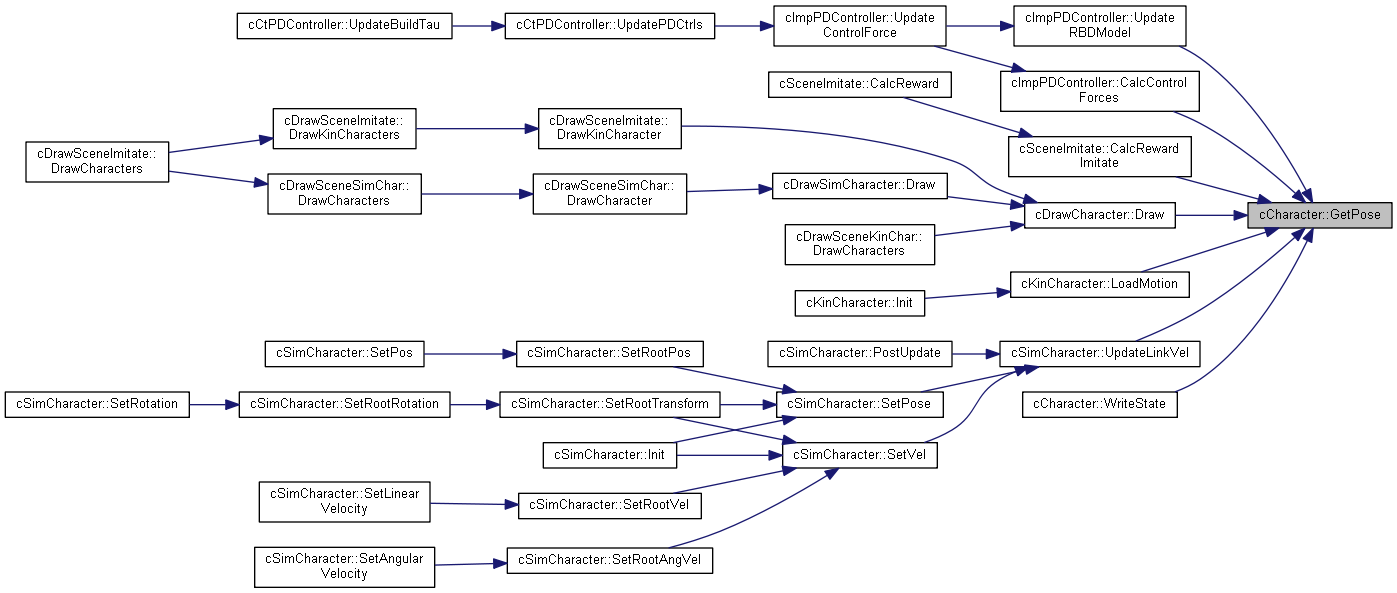 cCtPDController::UpdateBuildTau
cCtPDController::UpdatePDCtrls
cImpPDController::Update
ControlForce
cImpPDController::Update
RBDModel
cSceneImitate::CalcReward
cImpPDController::CalcControl
Forces
cDrawSceneImitate::
DrawCharacters
cDrawSceneImitate::
DrawKinCharacters
cDrawSceneImitate::
DrawKinCharacter
cSceneImitate::CalcReward
Imitate
cDrawSceneSimChar::
DrawCharacters
cDrawSceneSimChar::
DrawCharacter
cDrawSimCharacter::Draw
cDrawCharacter::Draw
cCharacter::GetPose
cDrawSceneKinChar::
DrawCharacters
cKinCharacter::Init
cKinCharacter::LoadMotion
cSimCharacter::SetPos
cSimCharacter::SetRootPos
cSimCharacter::PostUpdate
cSimCharacter::UpdateLinkVel
cSimCharacter::SetRotation
cSimCharacter::SetRootRotation
cSimCharacter::SetRootTransform
cSimCharacter::SetPose
cCharacter::WriteState
cSimCharacter::Init
cSimCharacter::SetVel
cSimCharacter::SetLinear
Velocity
cSimCharacter::SetRootVel
cSimCharacter::SetAngular
Velocity
cSimCharacter::SetRootAngVel